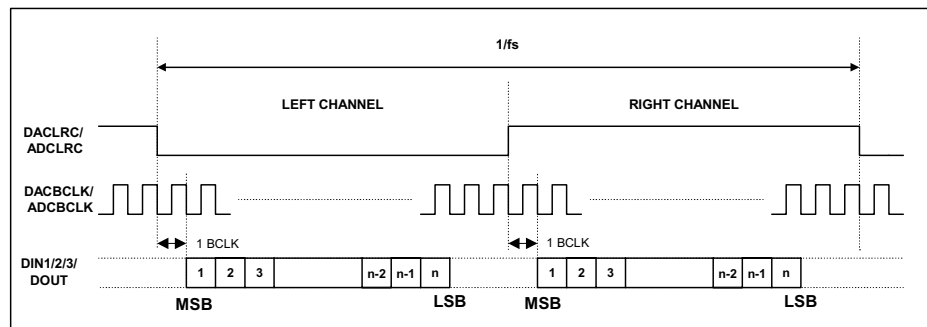 1/fs
LEFT CHANNEL
RIGHT CHANNEL
DACLRC/
ADCLRC
DACBCLK/
ADCBCLK
1 BCLK
1 BCLK
DIN1/2/3/
DOUT
1 2 3 n-2 n-1 n
1 2 3 n-2 n-1 n
MSB LSB MSB LSB